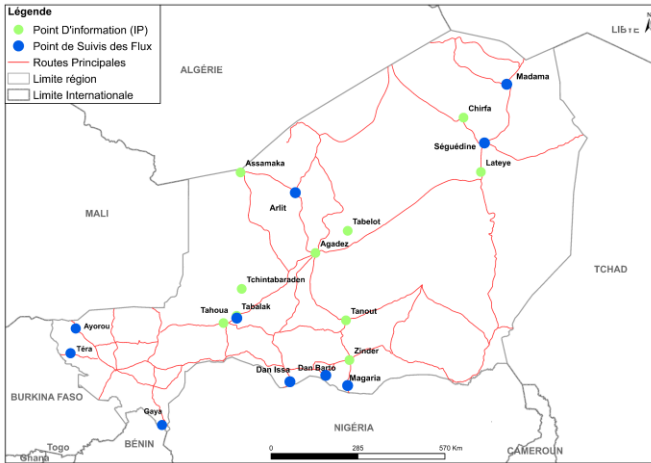 Légende
Point D'information (IP)
Point de Suivis des Flux
Routes Principales
Limite région
Limite Internationale
N
LIBYE
ALGÉRIE
Madama
Chirfa
Séguédine
Lateye
Assamaka
Arlit
MALI
Tabelot
Agadez
TCHAD
Tchintabaraden
Tabalak
Tahoua
Tanout
Ayorou
Téra
Zinder
Dan Issa
Dan Barto
Magaria
BURKINA FASO
Gaya
NIGÉRIA
BÉNIN
Togo
Ghana
CAMEROUN
0 285 570 Km